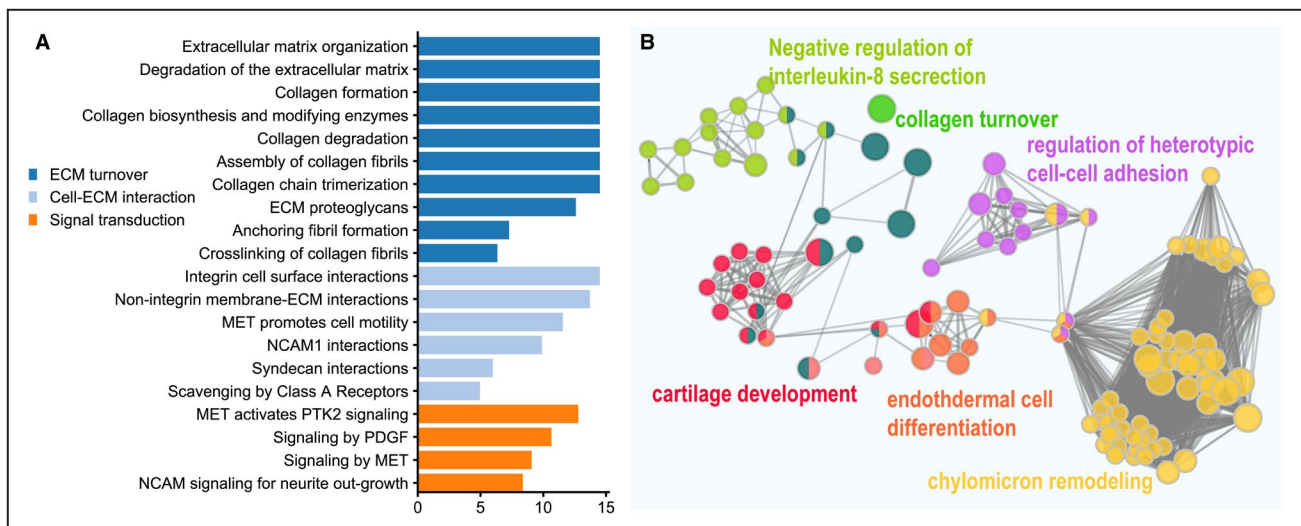 A
Extracellular matrix organization
Degradation of the extracellular matrix
Collagen formation
Collagen biosynthesis and modifying enzymes
Collagen degradation
Assembly of collagen fibrils
Collagen chain trimerization
ECM proteoglycans
Anchoring fibril formation
Crosslinking of collagen fibrils
Integrin cell surface interactions
Non-integrin membrane-ECM interactions
MET promotes cell motility
NCAM1 interactions
Syndecan interactions
Scavenging by Class A Receptors
MET activates PTK2 signaling
Signaling by PDGF
Signaling by MET
NCAM signaling for neurite out-growth
ECM turnover
Cell-ECM interaction
Signal transduction
0 5 10 15
B
Negative regulation of
interleukin-8 secretion
collagen turnover
regulation of heterotypic
cell-cell adhesion
cartilage development
endothdermal cell
differentiation
chylomicron remodeling